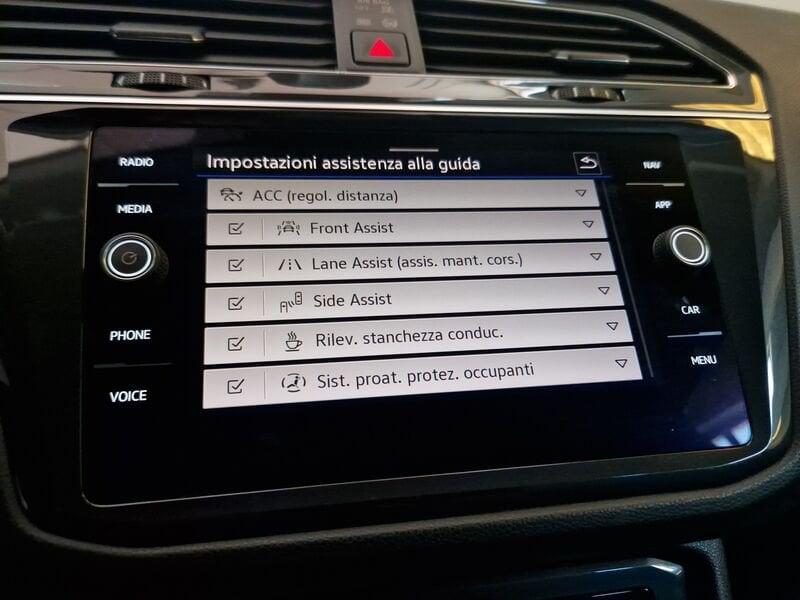 RADIO
MEDIA
PHONE
VOICE
Impostazioni assistenza alla guida
ACC (regol. distanza)
Front Assist
Lane Assist (assis. mant. cors.)
Side Assist
Rilev. stanchezza conduc.
Sist. proat. protez. occupanti
NAV
APP
CAR
MENU